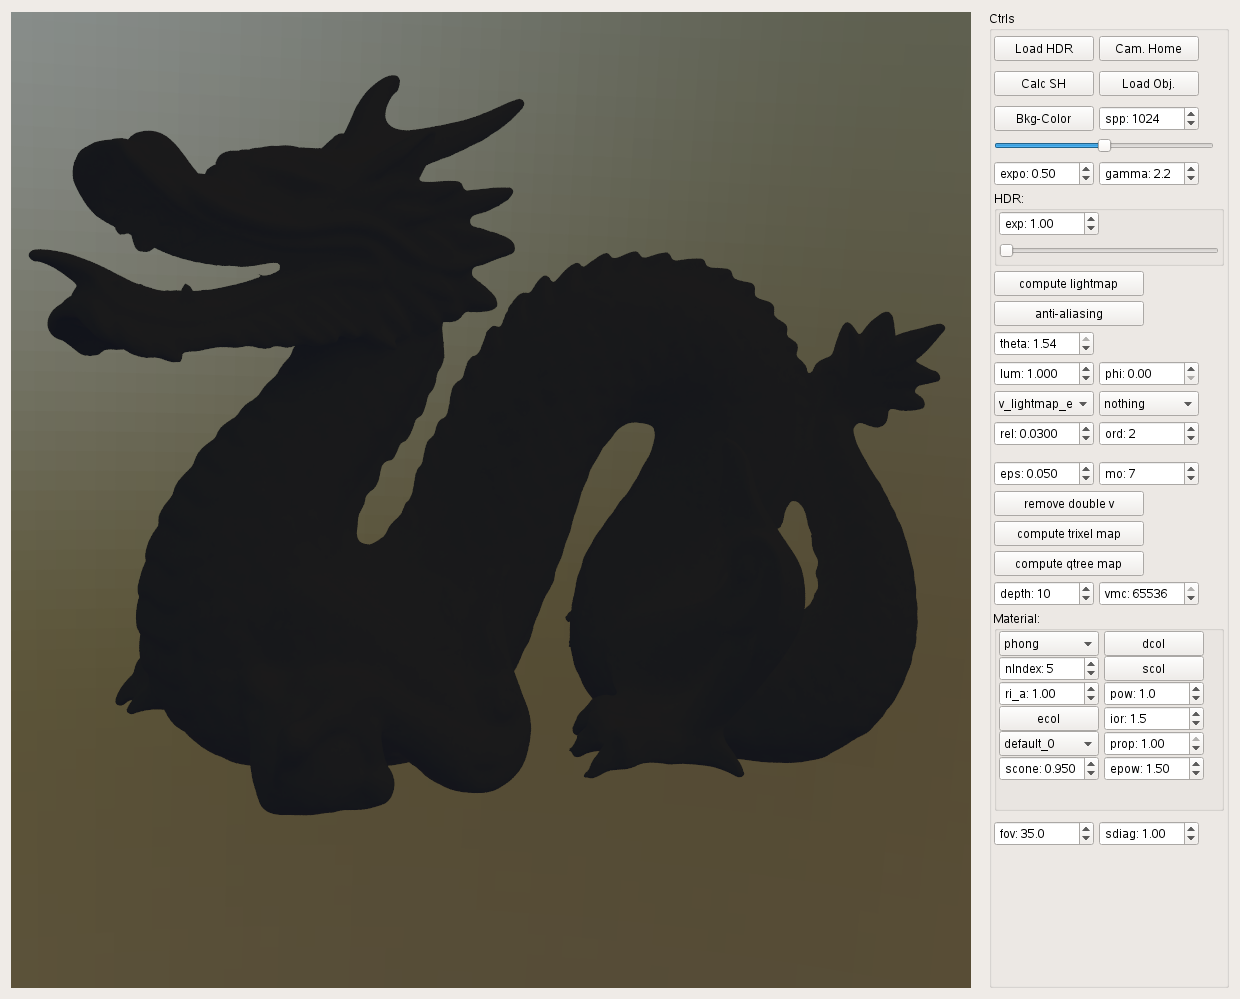 Ctrls
Load HDR Cam. Home
Calc SH Load Obj.
Bkg-Color spp: 1024
expo: 0.50 gamma: 2.2
HDR:
exp: 1.00
compute lightmap
anti-aliasing
theta: 1.54
lum: 1.000 phi: 0.00
v_lightmap_e nothing
rel: 0.0300 ord: 2
eps: 0.050 mo: 7
remove double v
compute trixel map
compute qtree map
depth: 10 vmc: 65536
Material:
phong dcol
nIndex: 5 scol
ri_a: 1.00 pow: 1.0
ecol ior: 1.5
default_0 prop: 1.00
scone: 0.950 epow: 1.50
fov: 35.0 sdiag: 1.00